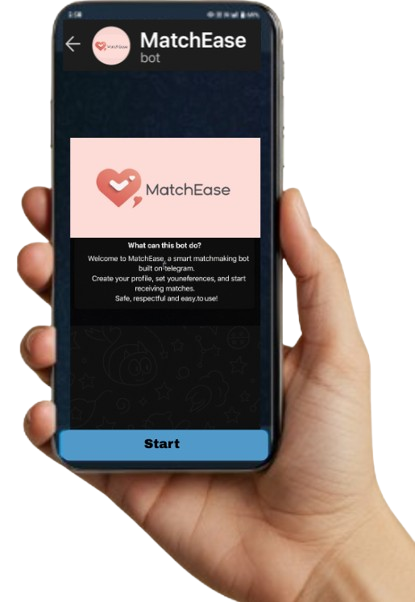 MatchEase
bot
MatchEase
What can this bot do?
Welcome to MatchEase, a smart matchmaking bot
built on telegram.
Create your profile, set youneferences, and start
receiving matches.
Safe, respectful and easy.to use!
Start